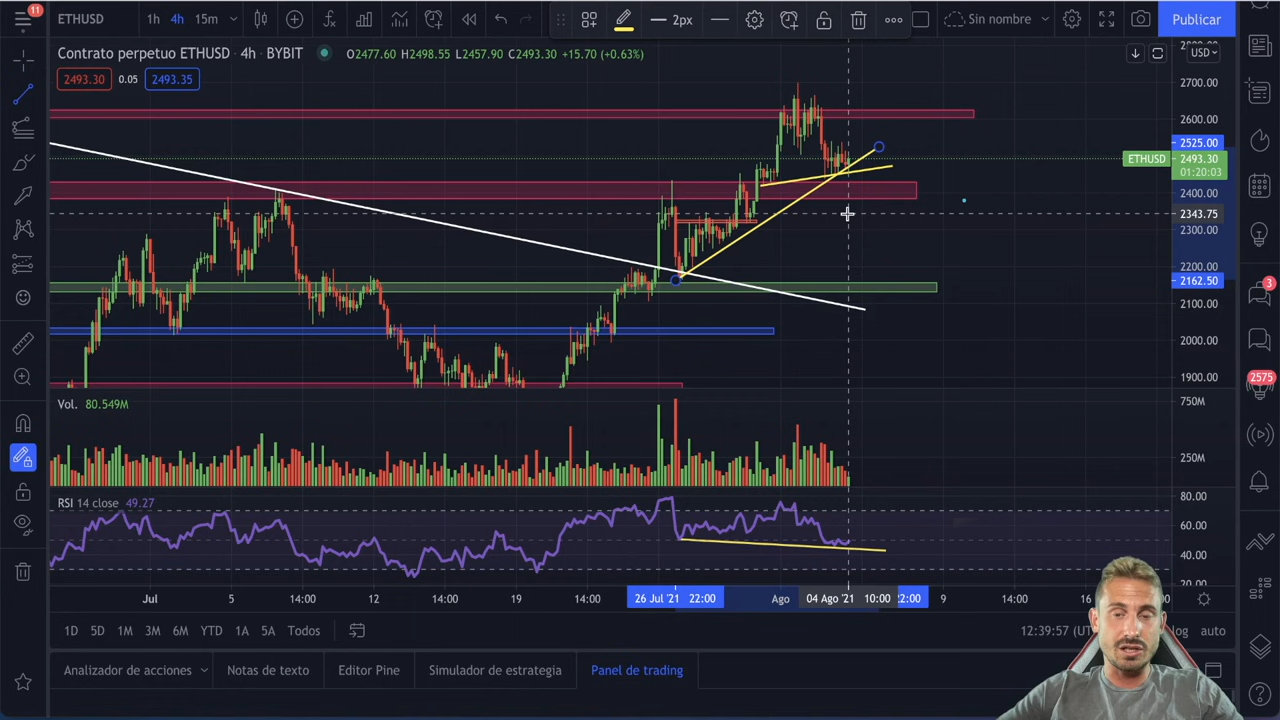 11
ETHUSD
1h 4h 15m
2px
Sin nombre
Publicar
Contrato perpetuo ETHUSD · 4h · BYBIT
O2477.60 H2498.55 L2457.90 C2493.30 +15.70 (+0.63%)
USD
2493.30 0.05 2493.35
2700.00
2600.00
2525.00
ETHUSD 2493.30
01:20:03
2400.00
2343.75
2300.00
2200.00
2162.50
2100.00
2000.00
1900.00
3
2575
Vol. 80.549M
750M
250M
RSI 14 close 49.27
80.00
60.00
40.00
20.00
Jul 5 14:00 12 14:00 19 14:00 26 Jul '21 22:00 Ago 04 Ago '21 10:00 9 14:00 16
1D 5D 1M 3M 6M YTD 1A 5A Todos
12:39:57 log auto
Analizador de acciones Notas de texto Editor Pine Simulador de estrategia Panel de trading